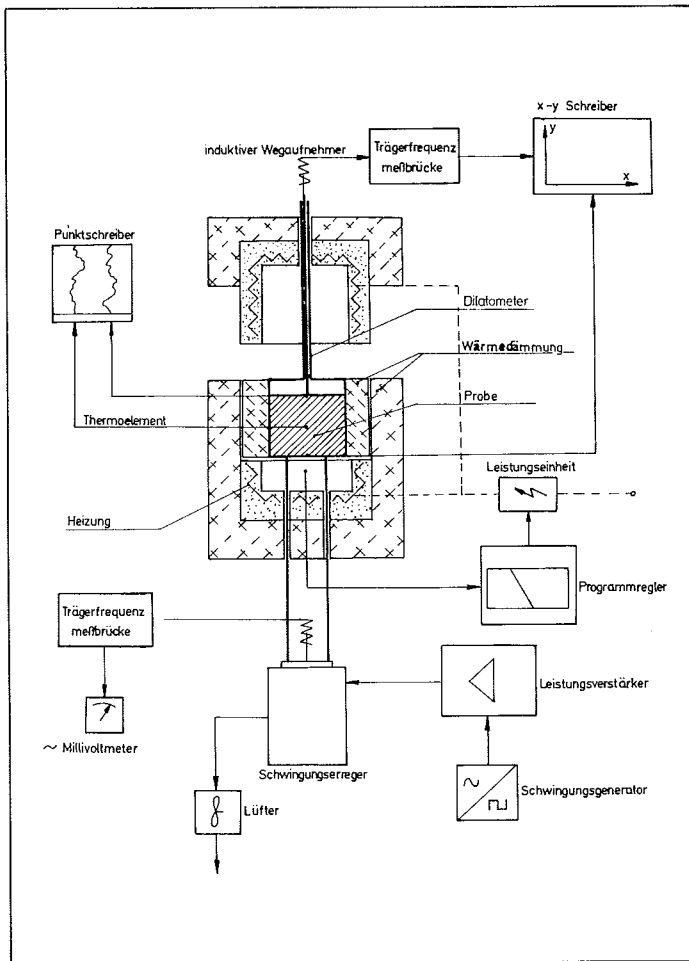 x-y Schreiber
y
x
induktiver Wegaufnehmer
Trägerfrequenz
meßbrücke
Punktschreiber
Dilatometer
Wärmedämmung
Probe
Thermoelement
Leistungseinheit
Heizung
Programmregler
Trägerfrequenz
meßbrücke
Leistungsverstärker
~ Millivoltmeter
Schwingungserreger
Schwingungsgenerator
Lüfter